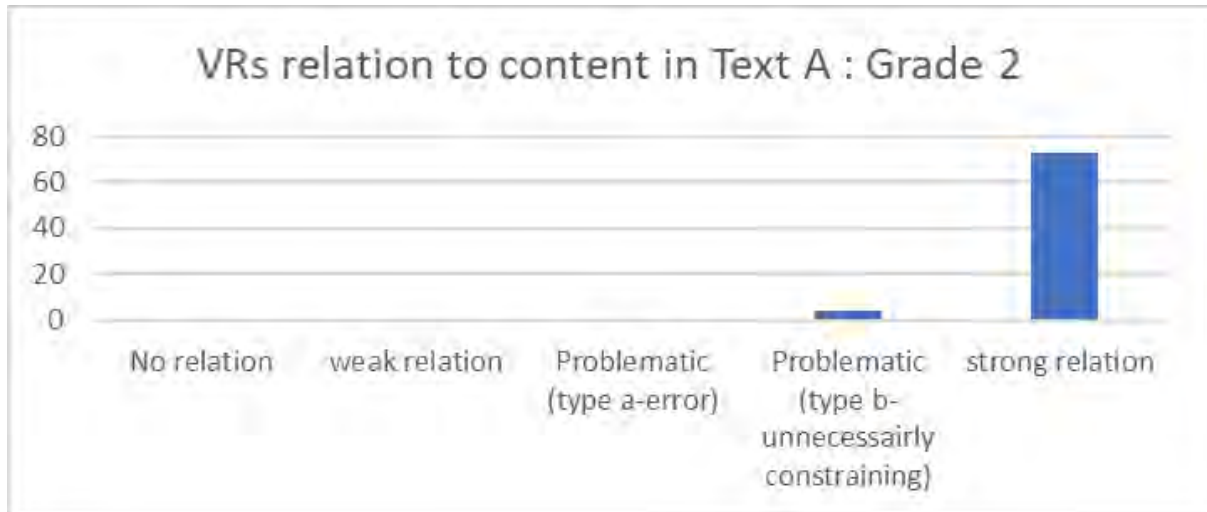 VRs relation to content in Text A : Grade 2
80
60
40
20
0
No relation
weak relation
Problematic
(type a-error)
Problematic
(type b-
unnecessairly
constraining)
strong relation